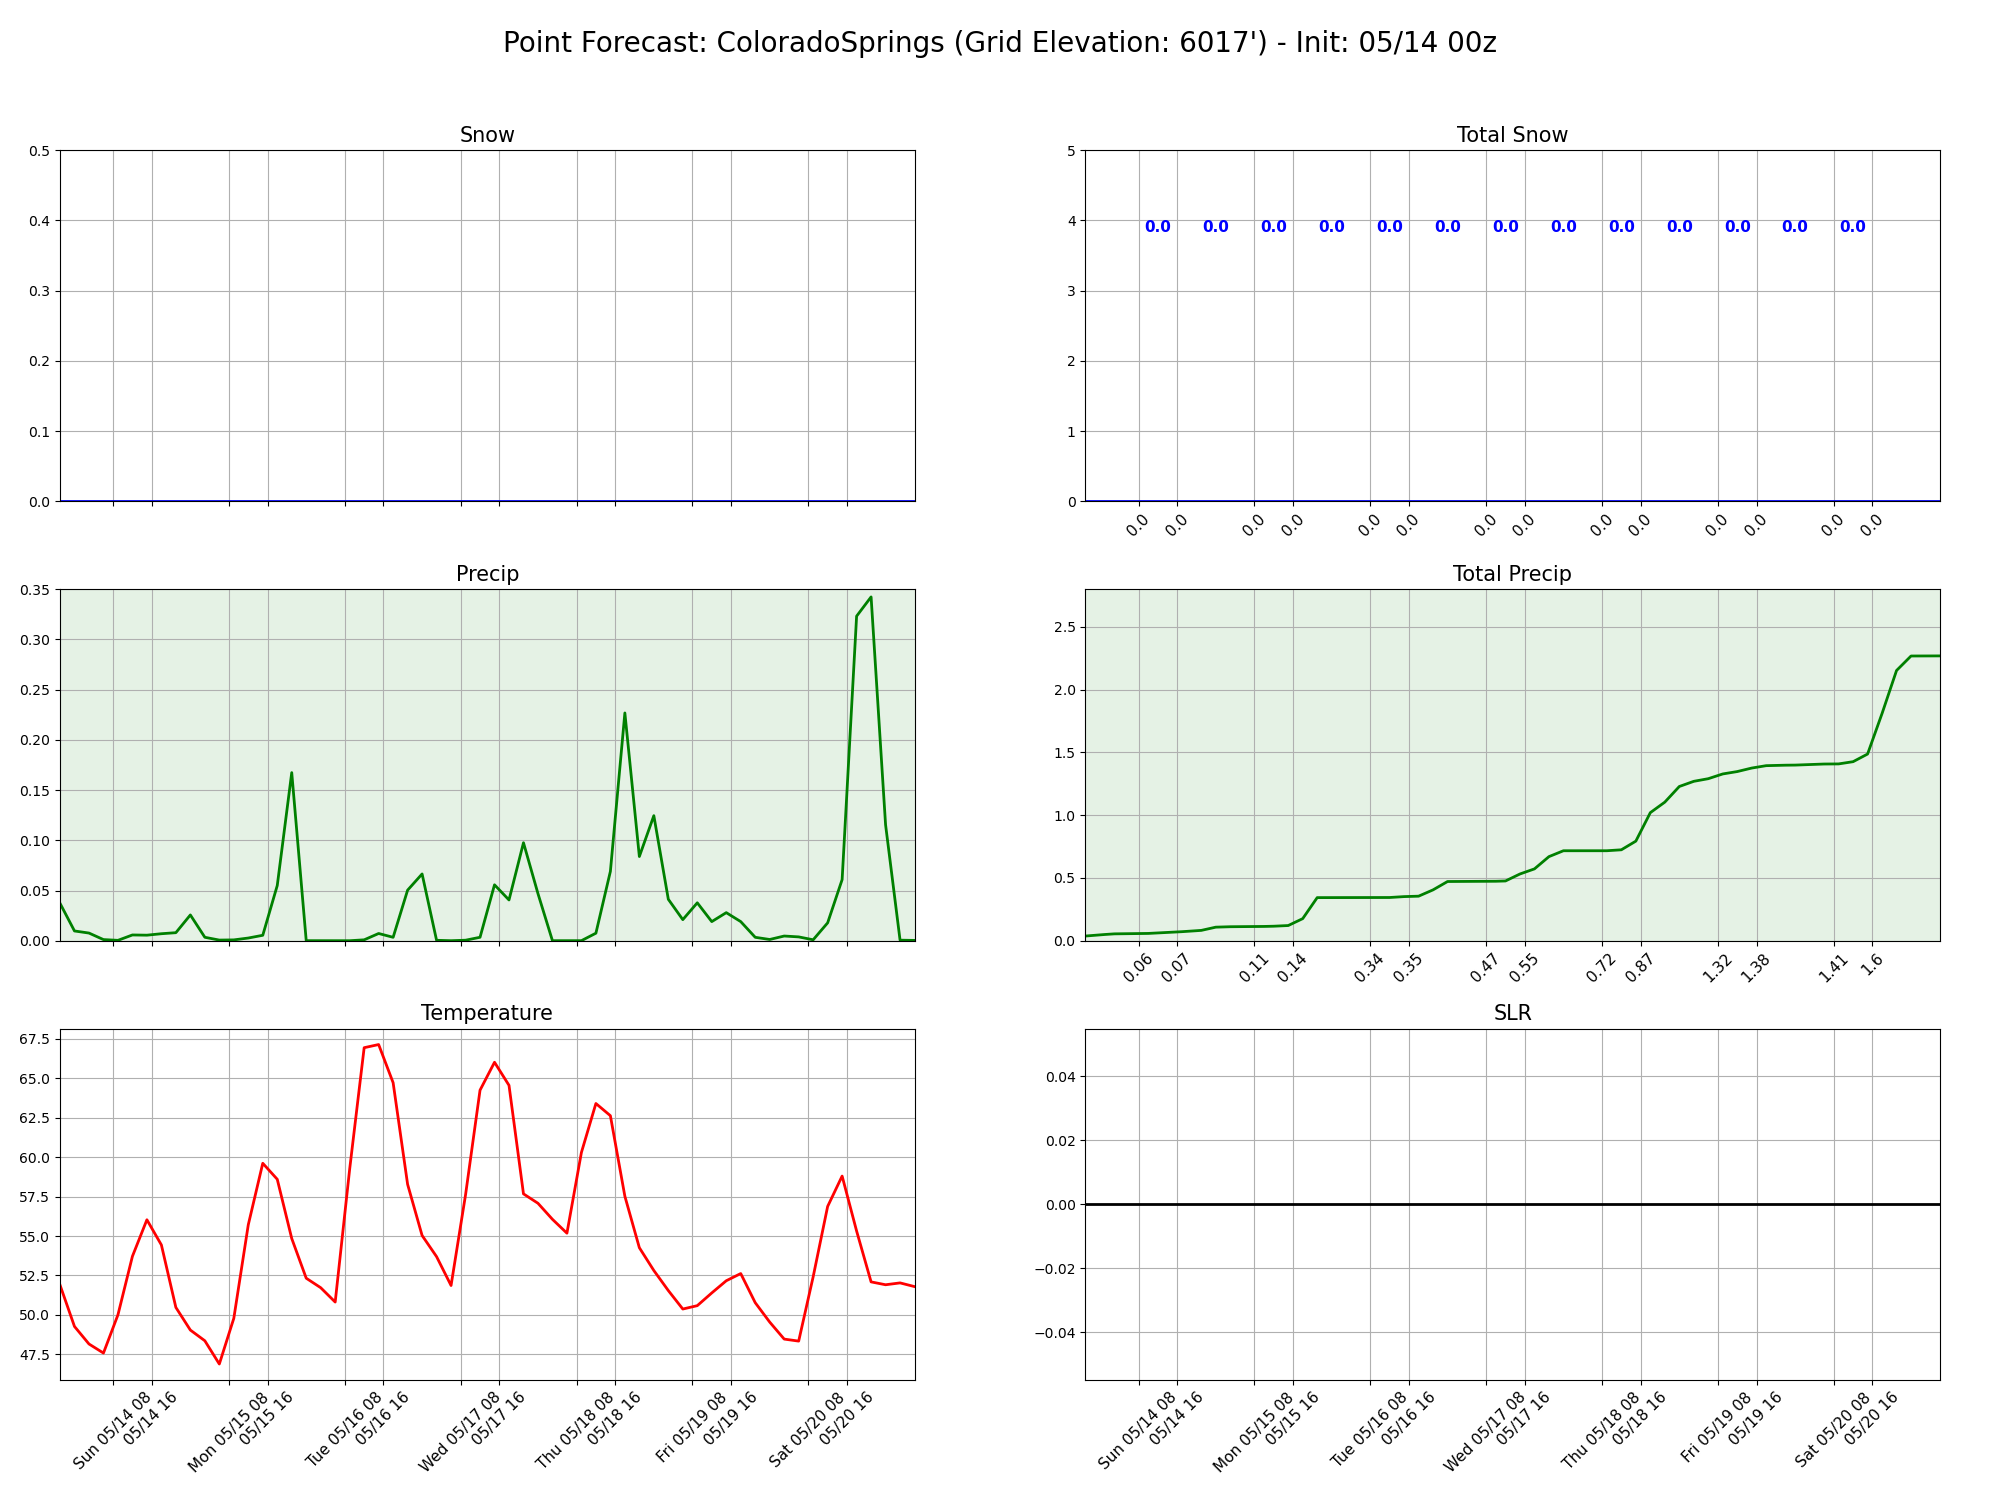 Point Forecast: ColoradoSprings (Grid Elevation: 6017') - Init: 05/14 00z
Snow
0.5
0.4
0.3
0.2
0.1
0.0
Total Snow
5
4
3
2
1
0
0.0 0.0 0.0 0.0 0.0 0.0 0.0 0.0 0.0 0.0 0.0 0.0 0.0
0.0 0.0 0.0 0.0 0.0 0.0 0.0 0.0 0.0 0.0 0.0 0.0 0.0 0.0
Precip
0.35
0.30
0.25
0.20
0.15
0.10
0.05
0.00
Total Precip
2.5
2.0
1.5
1.0
0.5
0.0
0.06 0.07 0.11 0.14 0.34 0.35 0.47 0.55 0.72 0.87 1.32 1.38 1.41 1.6
Temperature
67.5
65.0
62.5
60.0
57.5
55.0
52.5
50.0
47.5
Sun 05/14 08
05/14 16
Mon 05/15 08
05/15 16
Tue 05/16 08
05/16 16
Wed 05/17 08
05/17 16
Thu 05/18 08
05/18 16
Fri 05/19 08
05/19 16
Sat 05/20 08
05/20 16
SLR
0.04
0.02
0.00
−0.02
−0.04
Sun 05/14 08
05/14 16
Mon 05/15 08
05/15 16
Tue 05/16 08
05/16 16
Wed 05/17 08
05/17 16
Thu 05/18 08
05/18 16
Fri 05/19 08
05/19 16
Sat 05/20 08
05/20 16